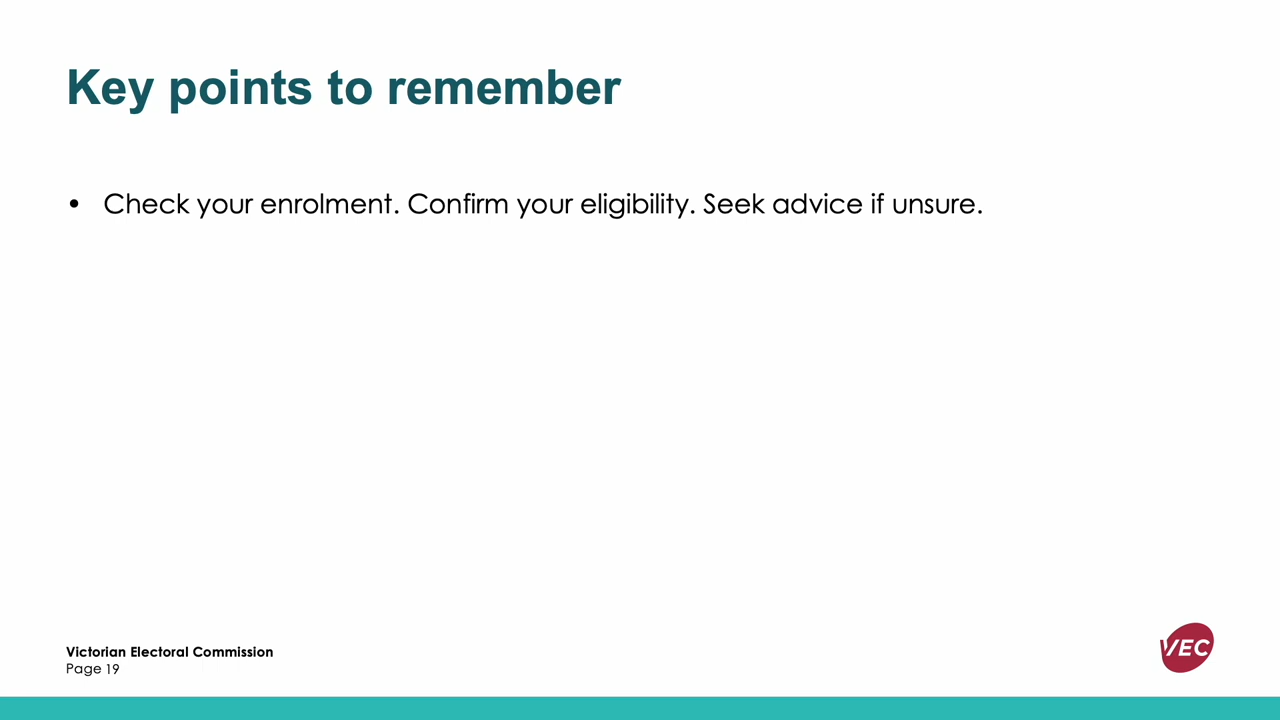 Key points to remember
• Check your enrolment. Confirm your eligibility. Seek advice if unsure.
Victorian Electoral Commission
Page 19
VEC